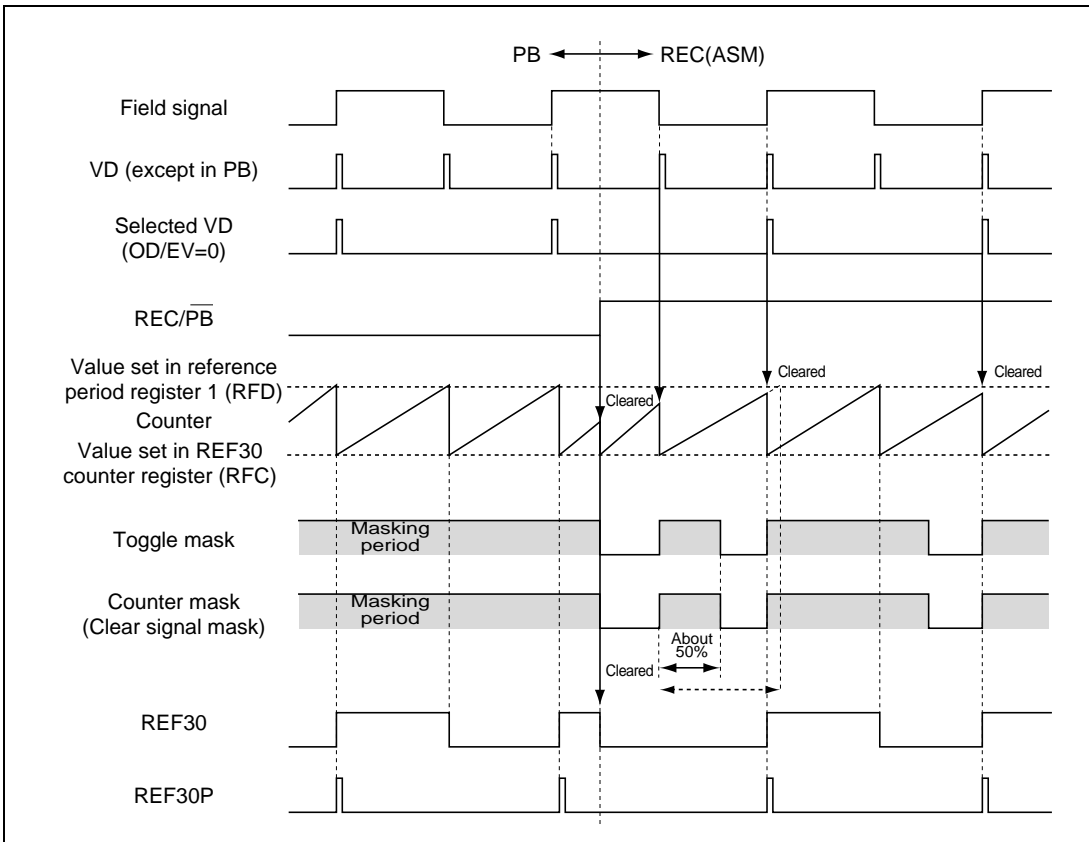 PB
REC(ASM)
Field signal
VD (except in PB)
Selected VD
(OD/EV=0)
REC/PB
Value set in reference
period register 1 (RFD)
Cleared
Cleared
Cleared
Counter
Value set in REF30
counter register (RFC)
Toggle mask
Masking
period
Counter mask
(Clear signal mask)
Masking
period
About
50%
Cleared
REF30
REF30P